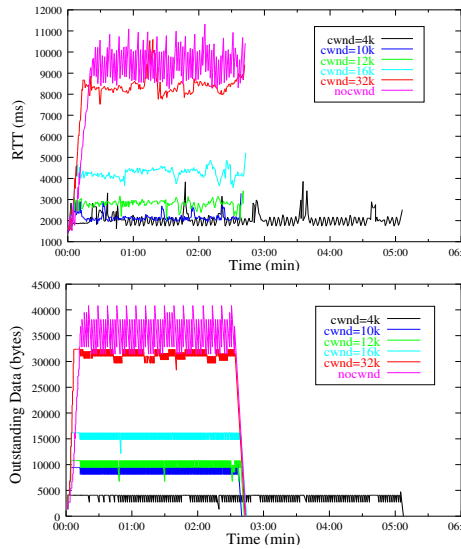 12000
11000
10000
9000
8000
7000
6000
5000
4000
3000
2000
1000
RTT (ms)
cwnd=4k
cwnd=10k
cwnd=12k
cwnd=16k
cwnd=32k
nocwnd
00:00 01:00 02:00 03:00 04:00 05:00 06:
Time (min)
45000
40000
35000
30000
25000
20000
15000
10000
5000
0
Outstanding Data (bytes)
cwnd=4k
cwnd=10k
cwnd=12k
cwnd=16k
cwnd=32k
nocwnd
00:00 01:00 02:00 03:00 04:00 05:00 06:0
Time (min)